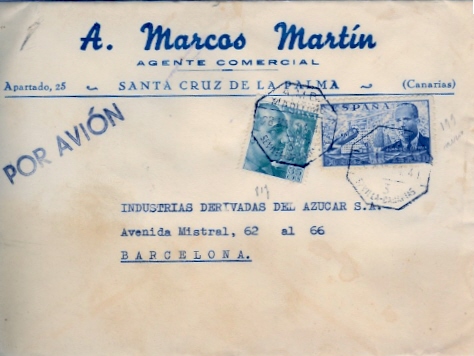 A. Marcos Martín
AGENTE COMERCIAL
Apartado, 25 SANTA CRUZ DE LA PALMA (Canarias)
POR AVIÓN
ESPAÑA
INDUSTRIAS DERIVADAS DEL AZUCAR S.A.
Avenida Mistral, 62 al 66
BARCELONA.